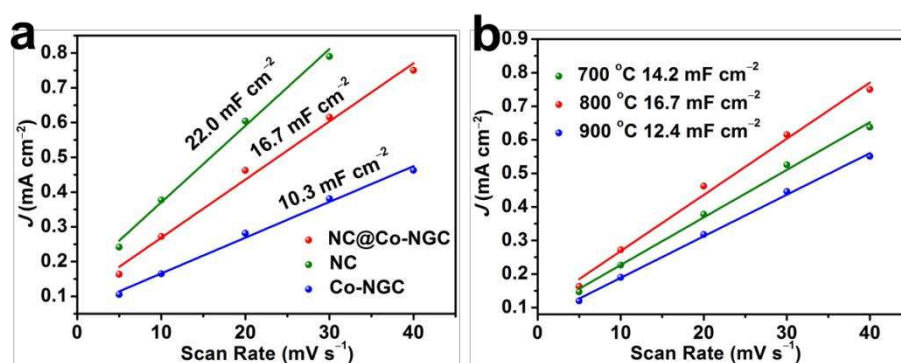 a
0.8
0.7
0.6
0.5
0.4
0.3
0.2
0.1
J (mA cm⁻²)
22.0 mF cm⁻²
16.7 mF cm⁻²
10.3 mF cm⁻²
NC@Co-NGC
NC
Co-NGC
0 10 20 30 40
Scan Rate (mV s⁻¹)
b
0.9
0.8
0.7
0.6
0.5
0.4
0.3
0.2
0.1
J (mA cm⁻²)
700 °C 14.2 mF cm⁻²
800 °C 16.7 mF cm⁻²
900 °C 12.4 mF cm⁻²
0 10 20 30 40
Scan Rate (mV s⁻¹)